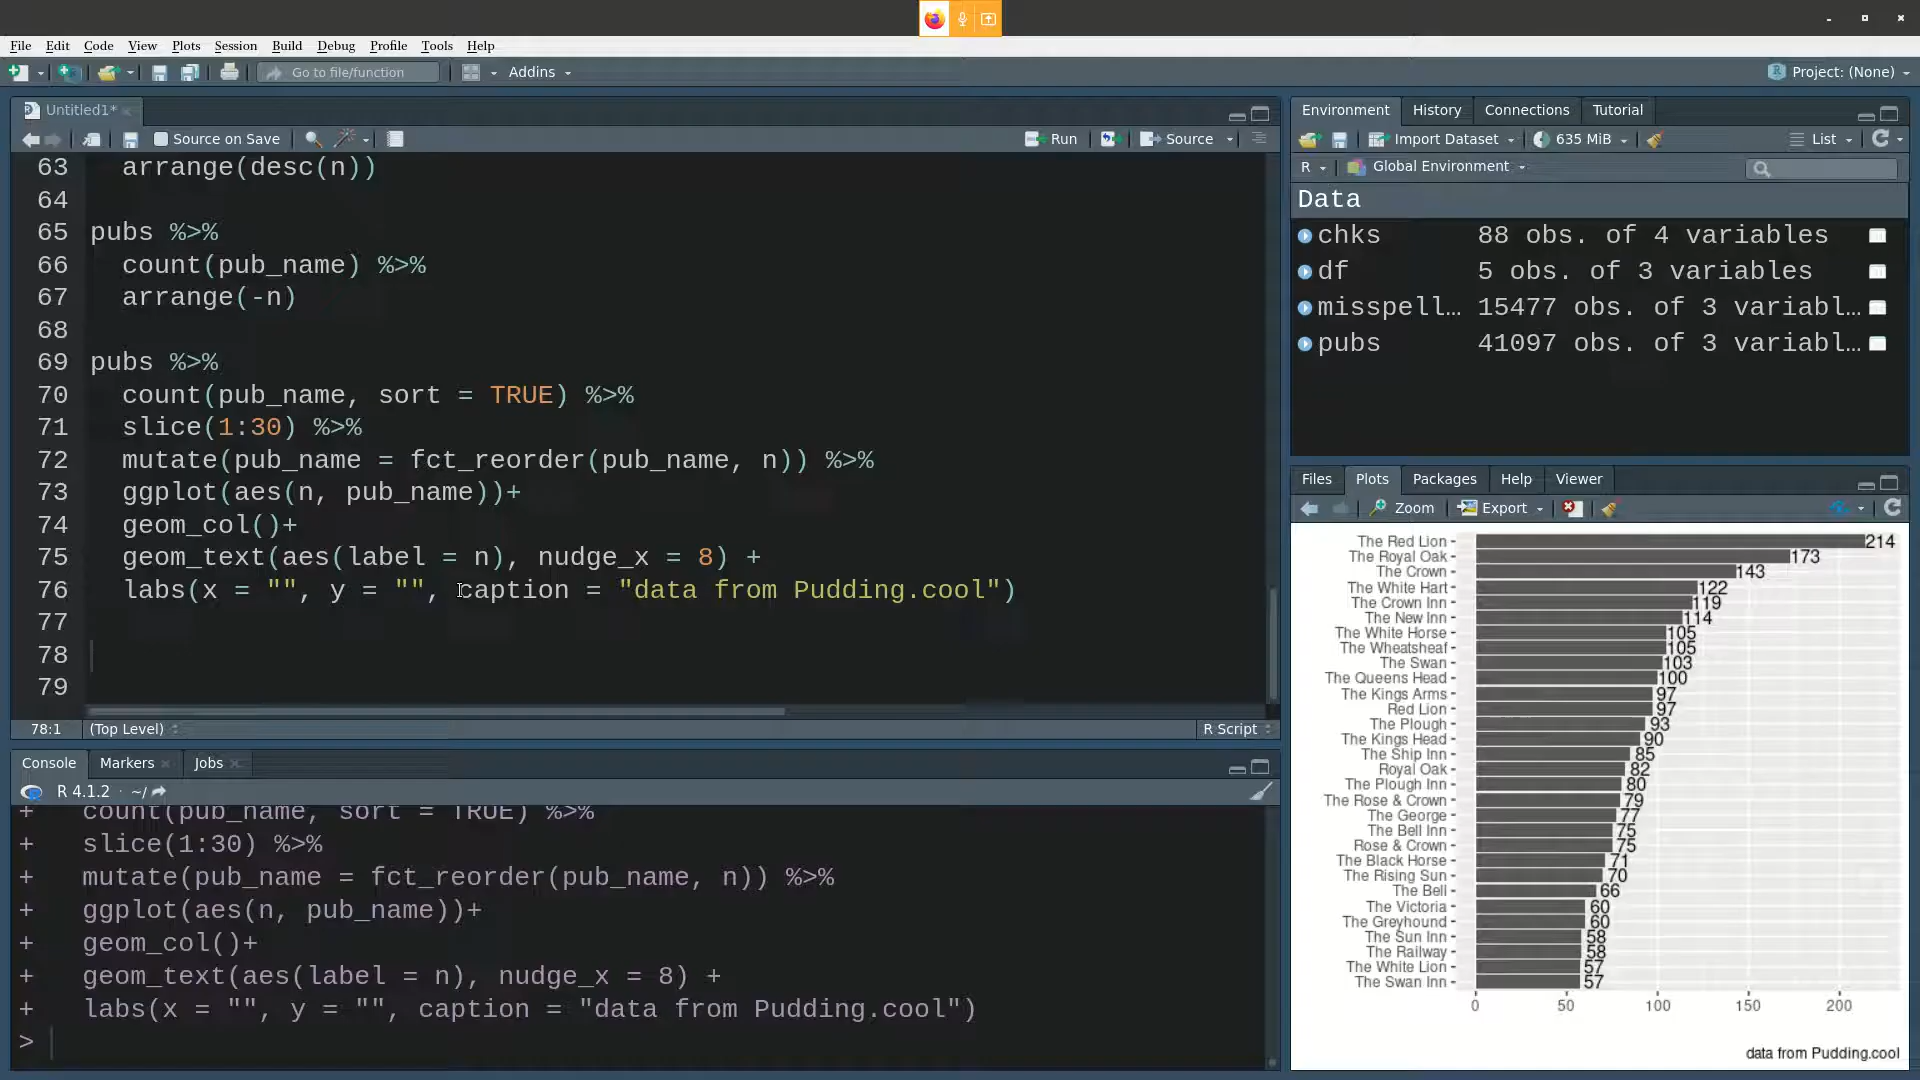 File Edit Code View Plots Session Build Debug Profile Tools Help
Go to file/function Addins Project: (None)
Untitled1*
Source on Save Run Source
63 arrange(desc(n))
64
65 pubs %>%
66 count(pub_name) %>%
67 arrange(-n)
68
69 pubs %>%
70 count(pub_name, sort = TRUE) %>%
71 slice(1:30) %>%
72 mutate(pub_name = fct_reorder(pub_name, n)) %>%
73 ggplot(aes(n, pub_name))+
74 geom_col()+
75 geom_text(aes(label = n), nudge_x = 8) +
76 labs(x = "", y = "", caption = "data from Pudding.cool")
77
78
79
78:1 (Top Level) R Script
Console Markers Jobs
R 4.1.2 · ~/
+ count(pub_name, sort = TRUE) %>%
+ slice(1:30) %>%
+ mutate(pub_name = fct_reorder(pub_name, n)) %>%
+ ggplot(aes(n, pub_name))+
+ geom_col()+
+ geom_text(aes(label = n), nudge_x = 8) +
+ labs(x = "", y = "", caption = "data from Pudding.cool")
>
Environment History Connections Tutorial
Import Dataset 635 MiB List
R Global Environment
Data
chks 88 obs. of 4 variables
df 5 obs. of 3 variables
misspell… 15477 obs. of 3 variabl…
pubs 41097 obs. of 3 variabl…
Files Plots Packages Help Viewer
Zoom Export
The Red Lion 214
The Royal Oak 173
The Crown 143
The White Hart 122
The Crown Inn 119
The New Inn 114
The White Horse 105
The Wheatsheaf 105
The Swan 103
The Queens Head 100
The Kings Arms 97
Red Lion 97
The Plough 93
The Kings Head 90
The Ship Inn 85
Royal Oak 82
The Plough Inn 80
The Rose & Crown 79
The George 77
The Bell Inn 75
Rose & Crown 75
The Black Horse 71
The Rising Sun 70
The Bell 66
The Victoria 60
The Greyhound 60
The Sun Inn 58
The Railway 58
The White Lion 57
The Swan Inn 57
0 50 100 150 200
data from Pudding.cool